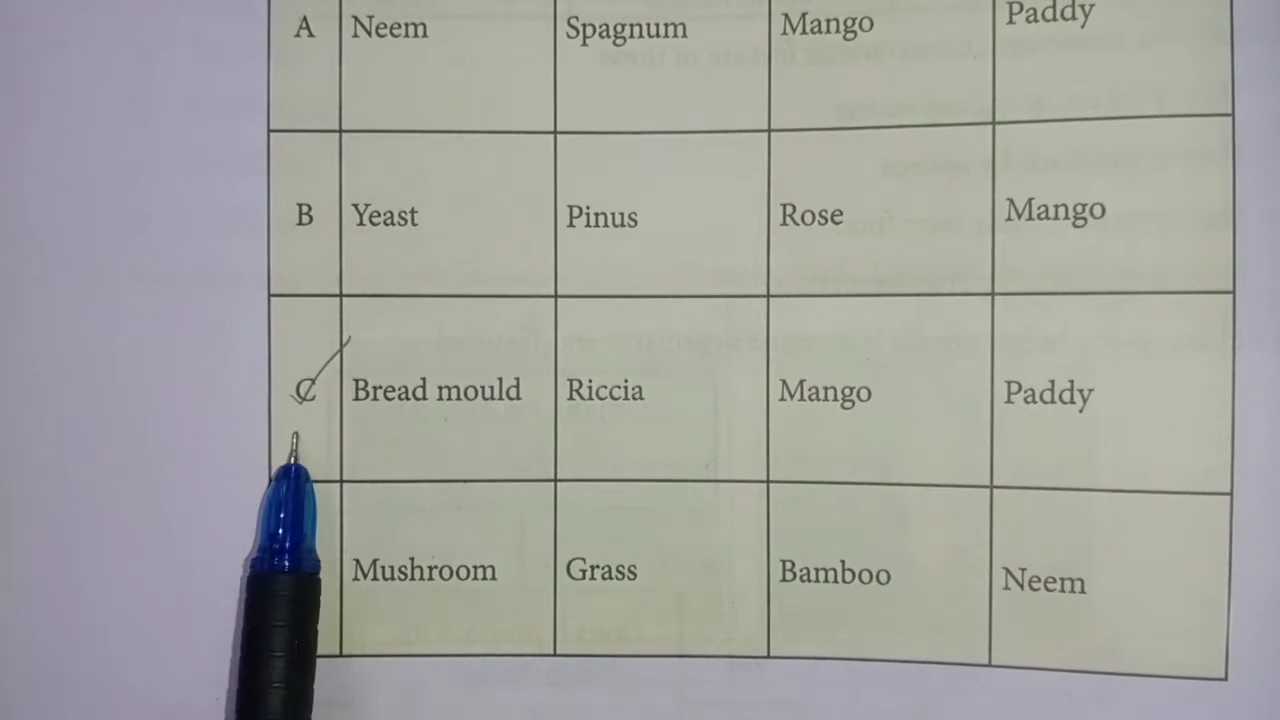 A Neem Spagnum Mango Paddy
B Yeast Pinus Rose Mango
C Bread mould Riccia Mango Paddy
Mushroom Grass Bamboo Neem